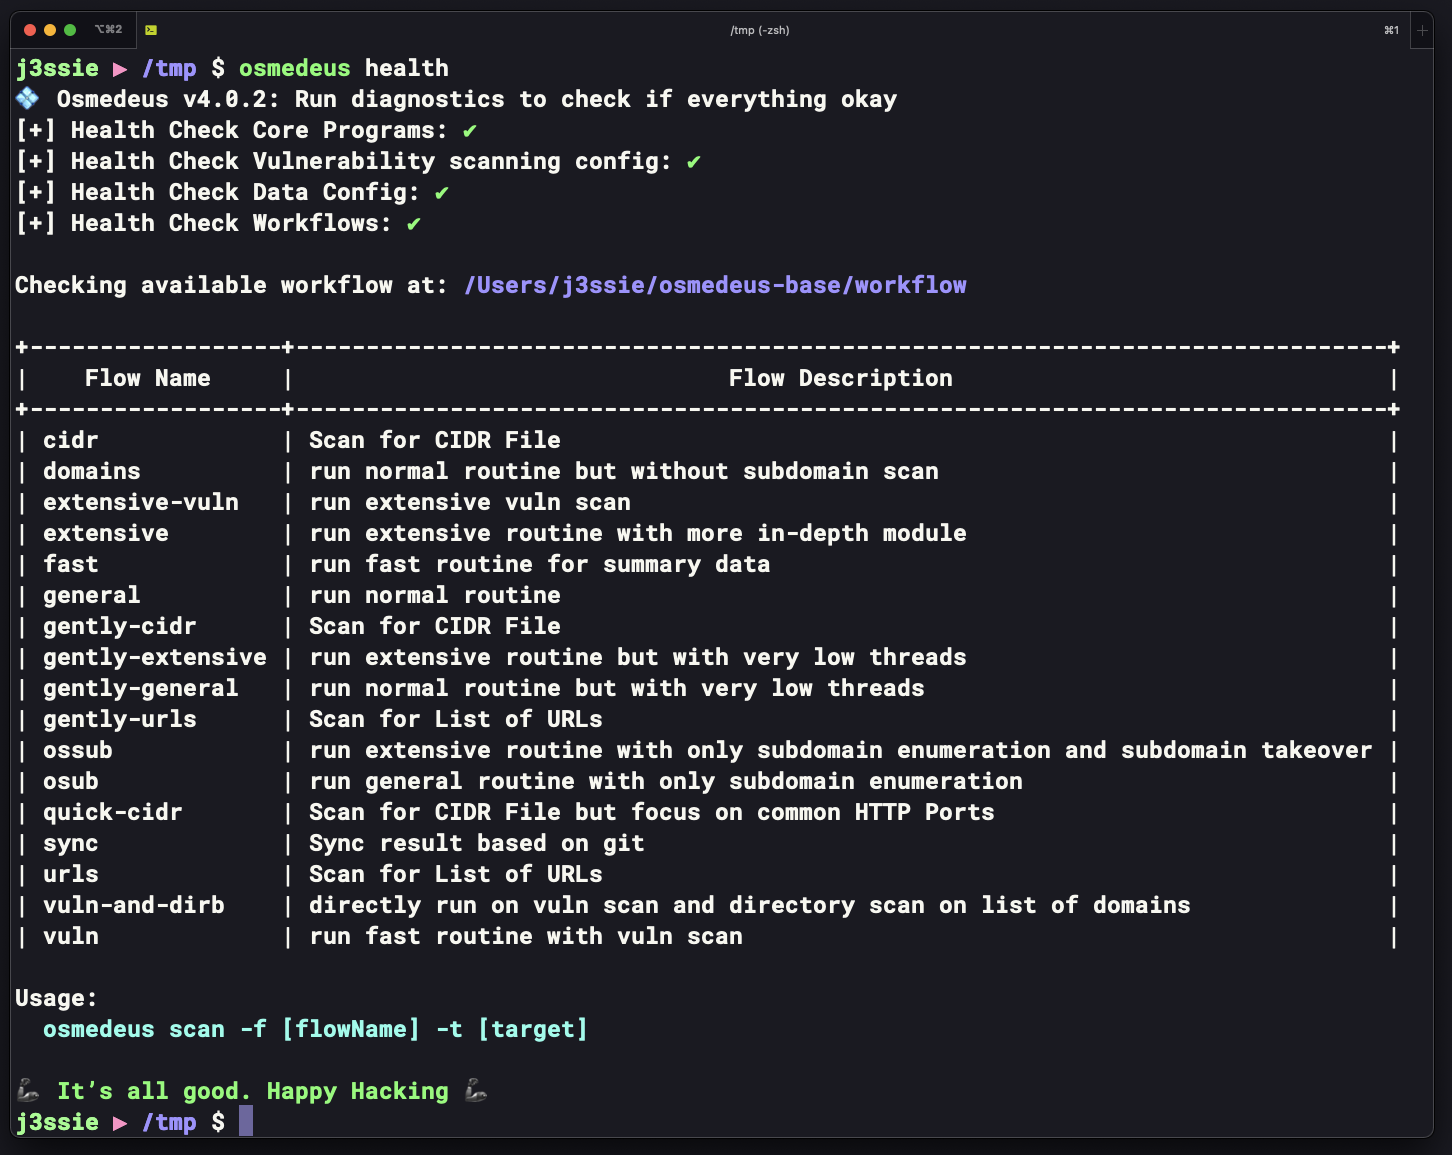 ⌥⌘2 /tmp (-zsh) ⌘1
j3ssie ▶ /tmp $ osmedeus health
💠 Osmedeus v4.0.2: Run diagnostics to check if everything okay
[+] Health Check Core Programs: ✔
[+] Health Check Vulnerability scanning config: ✔
[+] Health Check Data Config: ✔
[+] Health Check Workflows: ✔
Checking available workflow at: /Users/j3ssie/osmedeus-base/workflow
+------------------+------------------------------------------------------------------------------+
|    Flow Name     |                               Flow Description                               |
+------------------+------------------------------------------------------------------------------+
| cidr             | Scan for CIDR File                                                           |
| domains          | run normal routine but without subdomain scan                                |
| extensive-vuln   | run extensive vuln scan                                                      |
| extensive        | run extensive routine with more in-depth module                              |
| fast             | run fast routine for summary data                                            |
| general          | run normal routine                                                           |
| gently-cidr      | Scan for CIDR File                                                           |
| gently-extensive | run extensive routine but with very low threads                              |
| gently-general   | run normal routine but with very low threads                                 |
| gently-urls      | Scan for List of URLs                                                        |
| ossub            | run extensive routine with only subdomain enumeration and subdomain takeover |
| osub             | run general routine with only subdomain enumeration                          |
| quick-cidr       | Scan for CIDR File but focus on common HTTP Ports                            |
| sync             | Sync result based on git                                                     |
| urls             | Scan for List of URLs                                                        |
| vuln-and-dirb    | directly run on vuln scan and directory scan on list of domains              |
| vuln             | run fast routine with vuln scan                                              |
Usage:
  osmedeus scan -f [flowName] -t [target]
🦾 It’s all good. Happy Hacking 🦾
j3ssie ▶ /tmp $